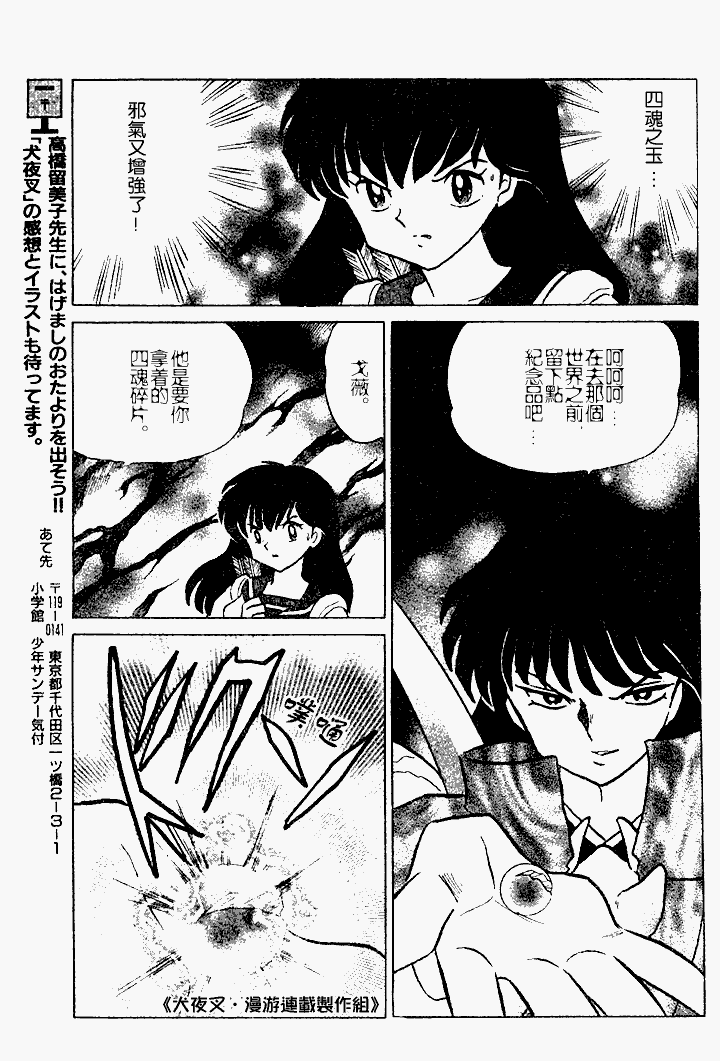 四魂之玉…
邪氣又增強了！
呵呵呵…
在去那個
世界之前，
留下點
紀念品吧…
戈薇。
他是要你
拿着的
四魂碎片。
ドクン
噗通
《犬夜叉·漫游連載製作組》
高橋留美子先生に、はげましのおたよりを出そう!!
「犬夜叉」の感想とイラストも待ってます。
あて先
〒119-0141 東京都千代田区一ツ橋2-3-1
小学館 少年サンデー気付